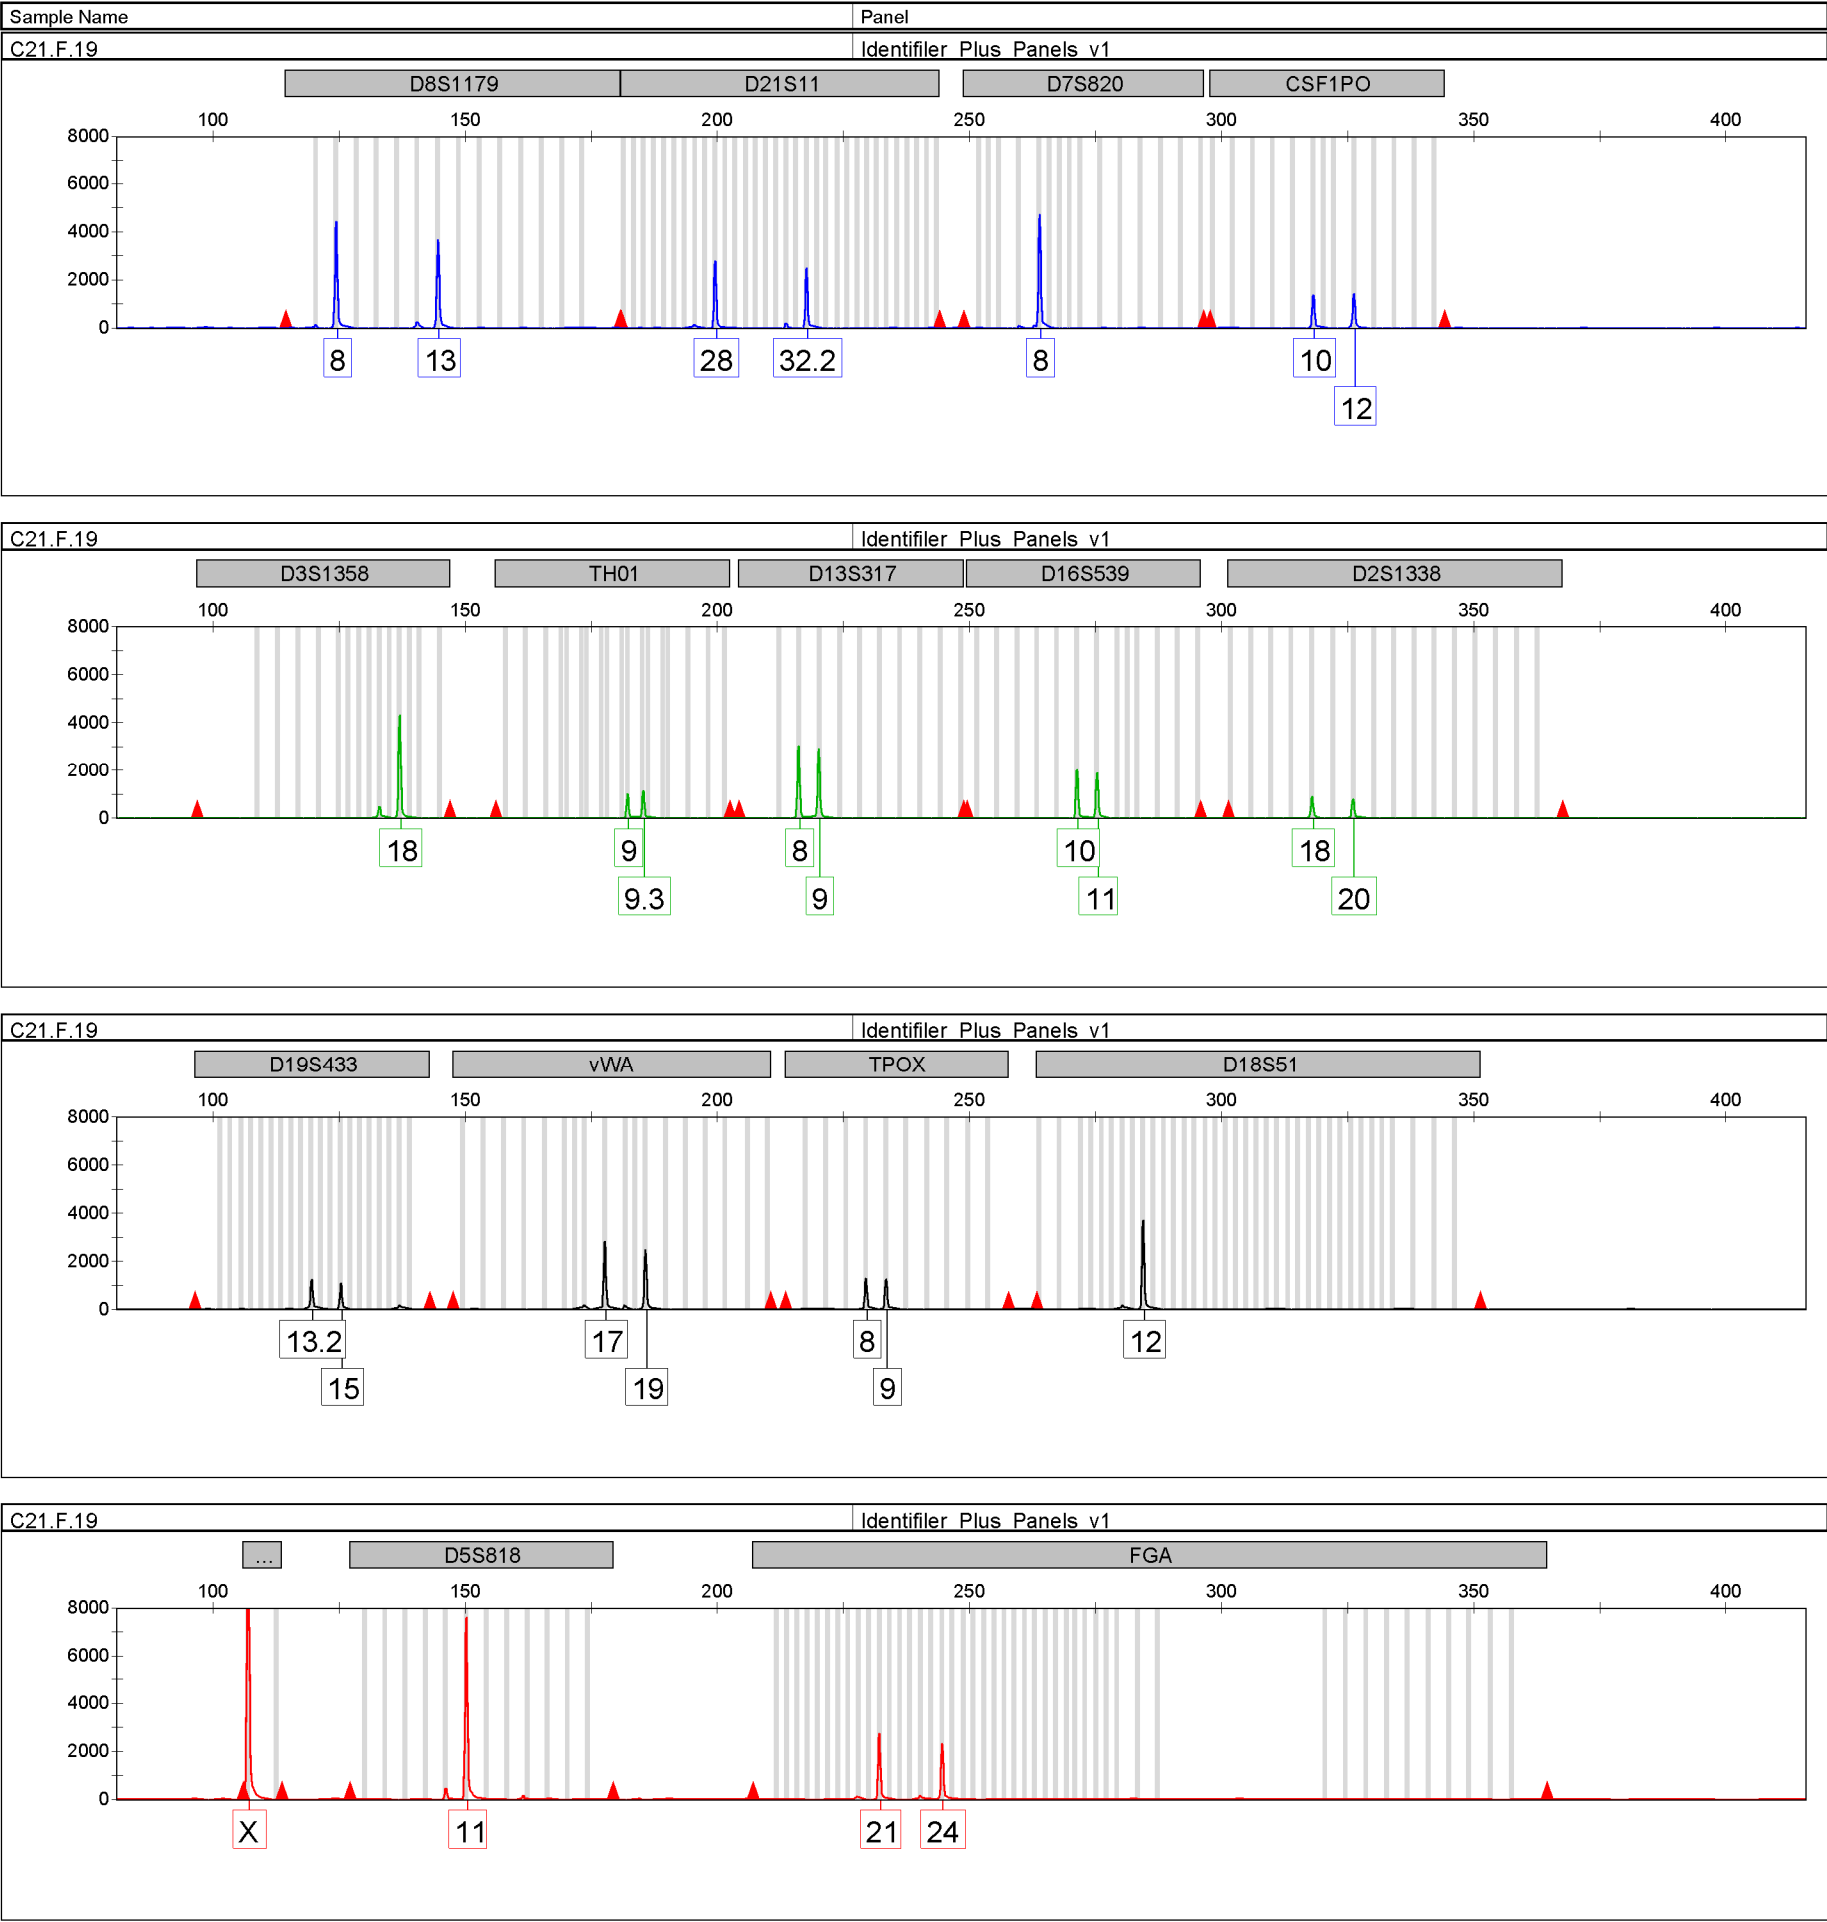 Sample Name Panel
C21.F.19 Identifiler_Plus_Panels_v1
D8S1179 D21S11 D7S820 CSF1PO
100 150 200 250 300 350 400
8000
6000
4000
2000
0
8 13 28 32.2 8 10
12
C21.F.19 Identifiler_Plus_Panels_v1
D3S1358 TH01 D13S317 D16S539 D2S1338
100 150 200 250 300 350 400
8000
6000
4000
2000
0
18 9 8 10 18
9.3 9 11 20
C21.F.19 Identifiler_Plus_Panels_v1
D19S433 vWA TPOX D18S51
100 150 200 250 300 350 400
8000
6000
4000
2000
0
13.2 17 8 12
15 19 9
C21.F.19 Identifiler_Plus_Panels_v1
... D5S818 FGA
100 150 200 250 300 350 400
8000
6000
4000
2000
0
X 11 21 24